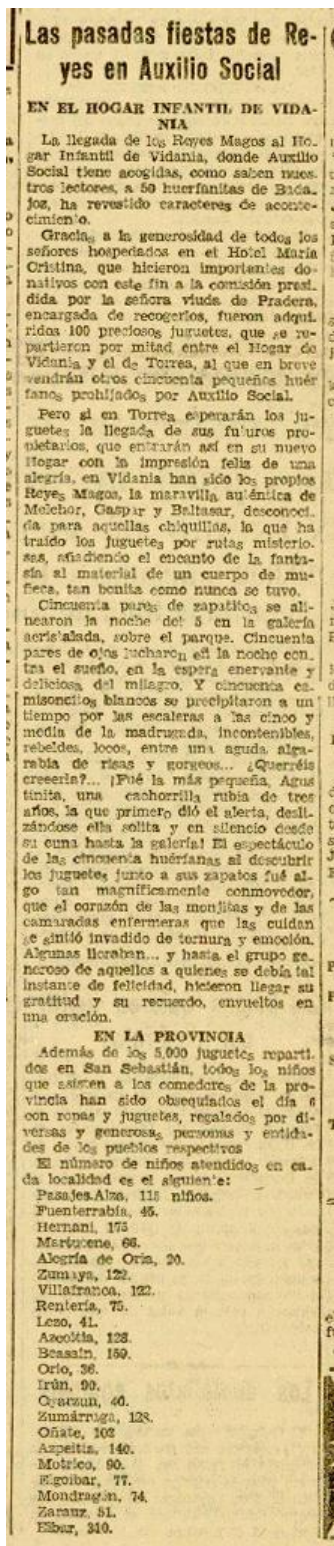 Las pasadas fiestas de Re-
yes en Auxilio Social
EN EL HOGAR INFANTIL DE VIDA-
NIA
La llegada de los Reyes Magos al Ho-
gar Infantil de Vidania, donde Auxilio
Social tiene acogidas, como saben nues-
tros lectores, a 50 huerfanitas de Bada-
joz, ha revestido caracteres de aconte-
cimiento.
Gracias a la generosidad de todos los
señores hospedados en el Hotel María
Cristina, que hicieron importantes do-
nativos con este fin a la comisión presi-
dida por la señora viuda de Pradera,
encargada de recogerlos, fueron adqui-
ridos 100 preciosos juguetes, que se re-
partieron por mitad entre el Hogar de
Vidania y el de Torrea, al que en breve
vendrán otros cincuenta pequeños huér
fanos prohijados por Auxilio Social.
Pero si en Torrea esperarán los ju-
guetes la llegada de sus futuros pro-
pietarios, que entrarán así en su nuevo
Hogar con la impresión feliz de una
alegría, en Vidania han sido los propios
Reyes Magos, la maravilla auténtica de
Melchor, Gaspar y Baltasar, desconoci-
da para aquellas chiquillas, la que ha
traído los juguetes por rutas misterio-
sas, añadiendo el encanto de la fanta-
sía al material de un cuerpo de mu-
ñeca, tan bonita como nunca se tuvo.
Cincuenta pares de zapatitos se ali-
nearon la noche del 5 en la galería
acristalada, sobre el parque. Cincuenta
pares de ojos lucharon en la noche con-
tra el sueño, en la espera enervante y
deliciosa del milagro. Y cincuenta ca-
misoncitos blancos se precipitaron a un
tiempo por las escaleras a las cinco y
media de la madrugada, incontenibles,
rebeldes, locos, entre una aguda alga-
rabía de risas y gorgeos... ¿Querréis
creeerla?... ¡Fué la más pequeña, Agus
tinita, una cachorrilla rubia de tres
años, la que primero dió el alerta, desli-
zándose ella solita y en silencio desde
su cuna hasta la galería! El espectáculo
de las cincuenta huérfanas al descubrir
los juguetes junto a sus zapatos fué al-
go tan magníficamente conmovedor,
que el corazón de las monjitas y de las
camaradas enfermeras que las cuidan
se sintió invadido de ternura y emoción.
Algunas lloraban... y hasta el grupo ge-
neroso de aquellos a quienes se debía tal
instante de felicidad, hicieron llegar su
gratitud y su recuerdo, envueltos en
una oración.
EN LA PROVINCIA
Además de los 5,000 juguetes reparti-
dos en San Sebastián, todos los niños
que asisten a los comedores de la pro-
vincia han sido obsequiados el día 6
con ropas y juguetes, regalados por di-
versas y generosas personas y entida-
des de los pueblos respectivos
El número de niños atendidos en ca-
da localidad es el siguiente:
Pasajes.Alza, 118 niños.
Fuenterrabía, 45.
Hernani, 175
Martutene, 66.
Alegría de Oria, 20.
Zumaya, 122.
Villafranca, 122.
Rentería, 75.
Lezo, 41.
Azcoitia, 128.
Beasain, 159.
Orio, 36.
Irún, 90.
Oyarzun, 40.
Zumárraga, 128.
Oñate, 102
Azpeitia, 140.
Motrico, 90.
Elgoibar, 77.
Mondragón, 74.
Zarauz, 51.
Eibar, 310.